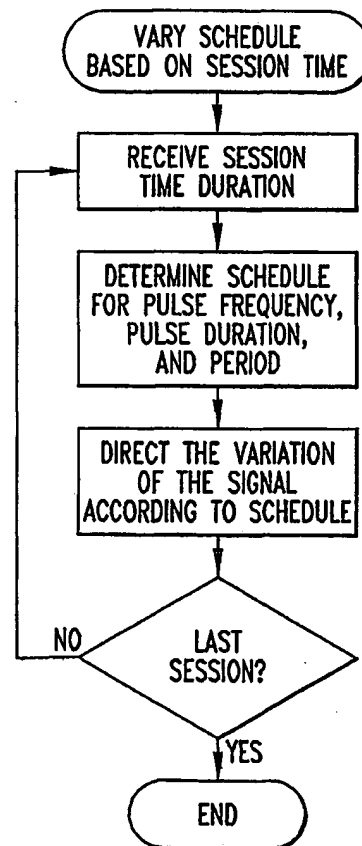 VARY SCHEDULE
BASED ON SESSION TIME
RECEIVE SESSION
TIME DURATION
DETERMINE SCHEDULE
FOR PULSE FREQUENCY,
PULSE DURATION,
AND PERIOD
DIRECT THE VARIATION
OF THE SIGNAL
ACCORDING TO SCHEDULE
NO
LAST
SESSION?
YES
END